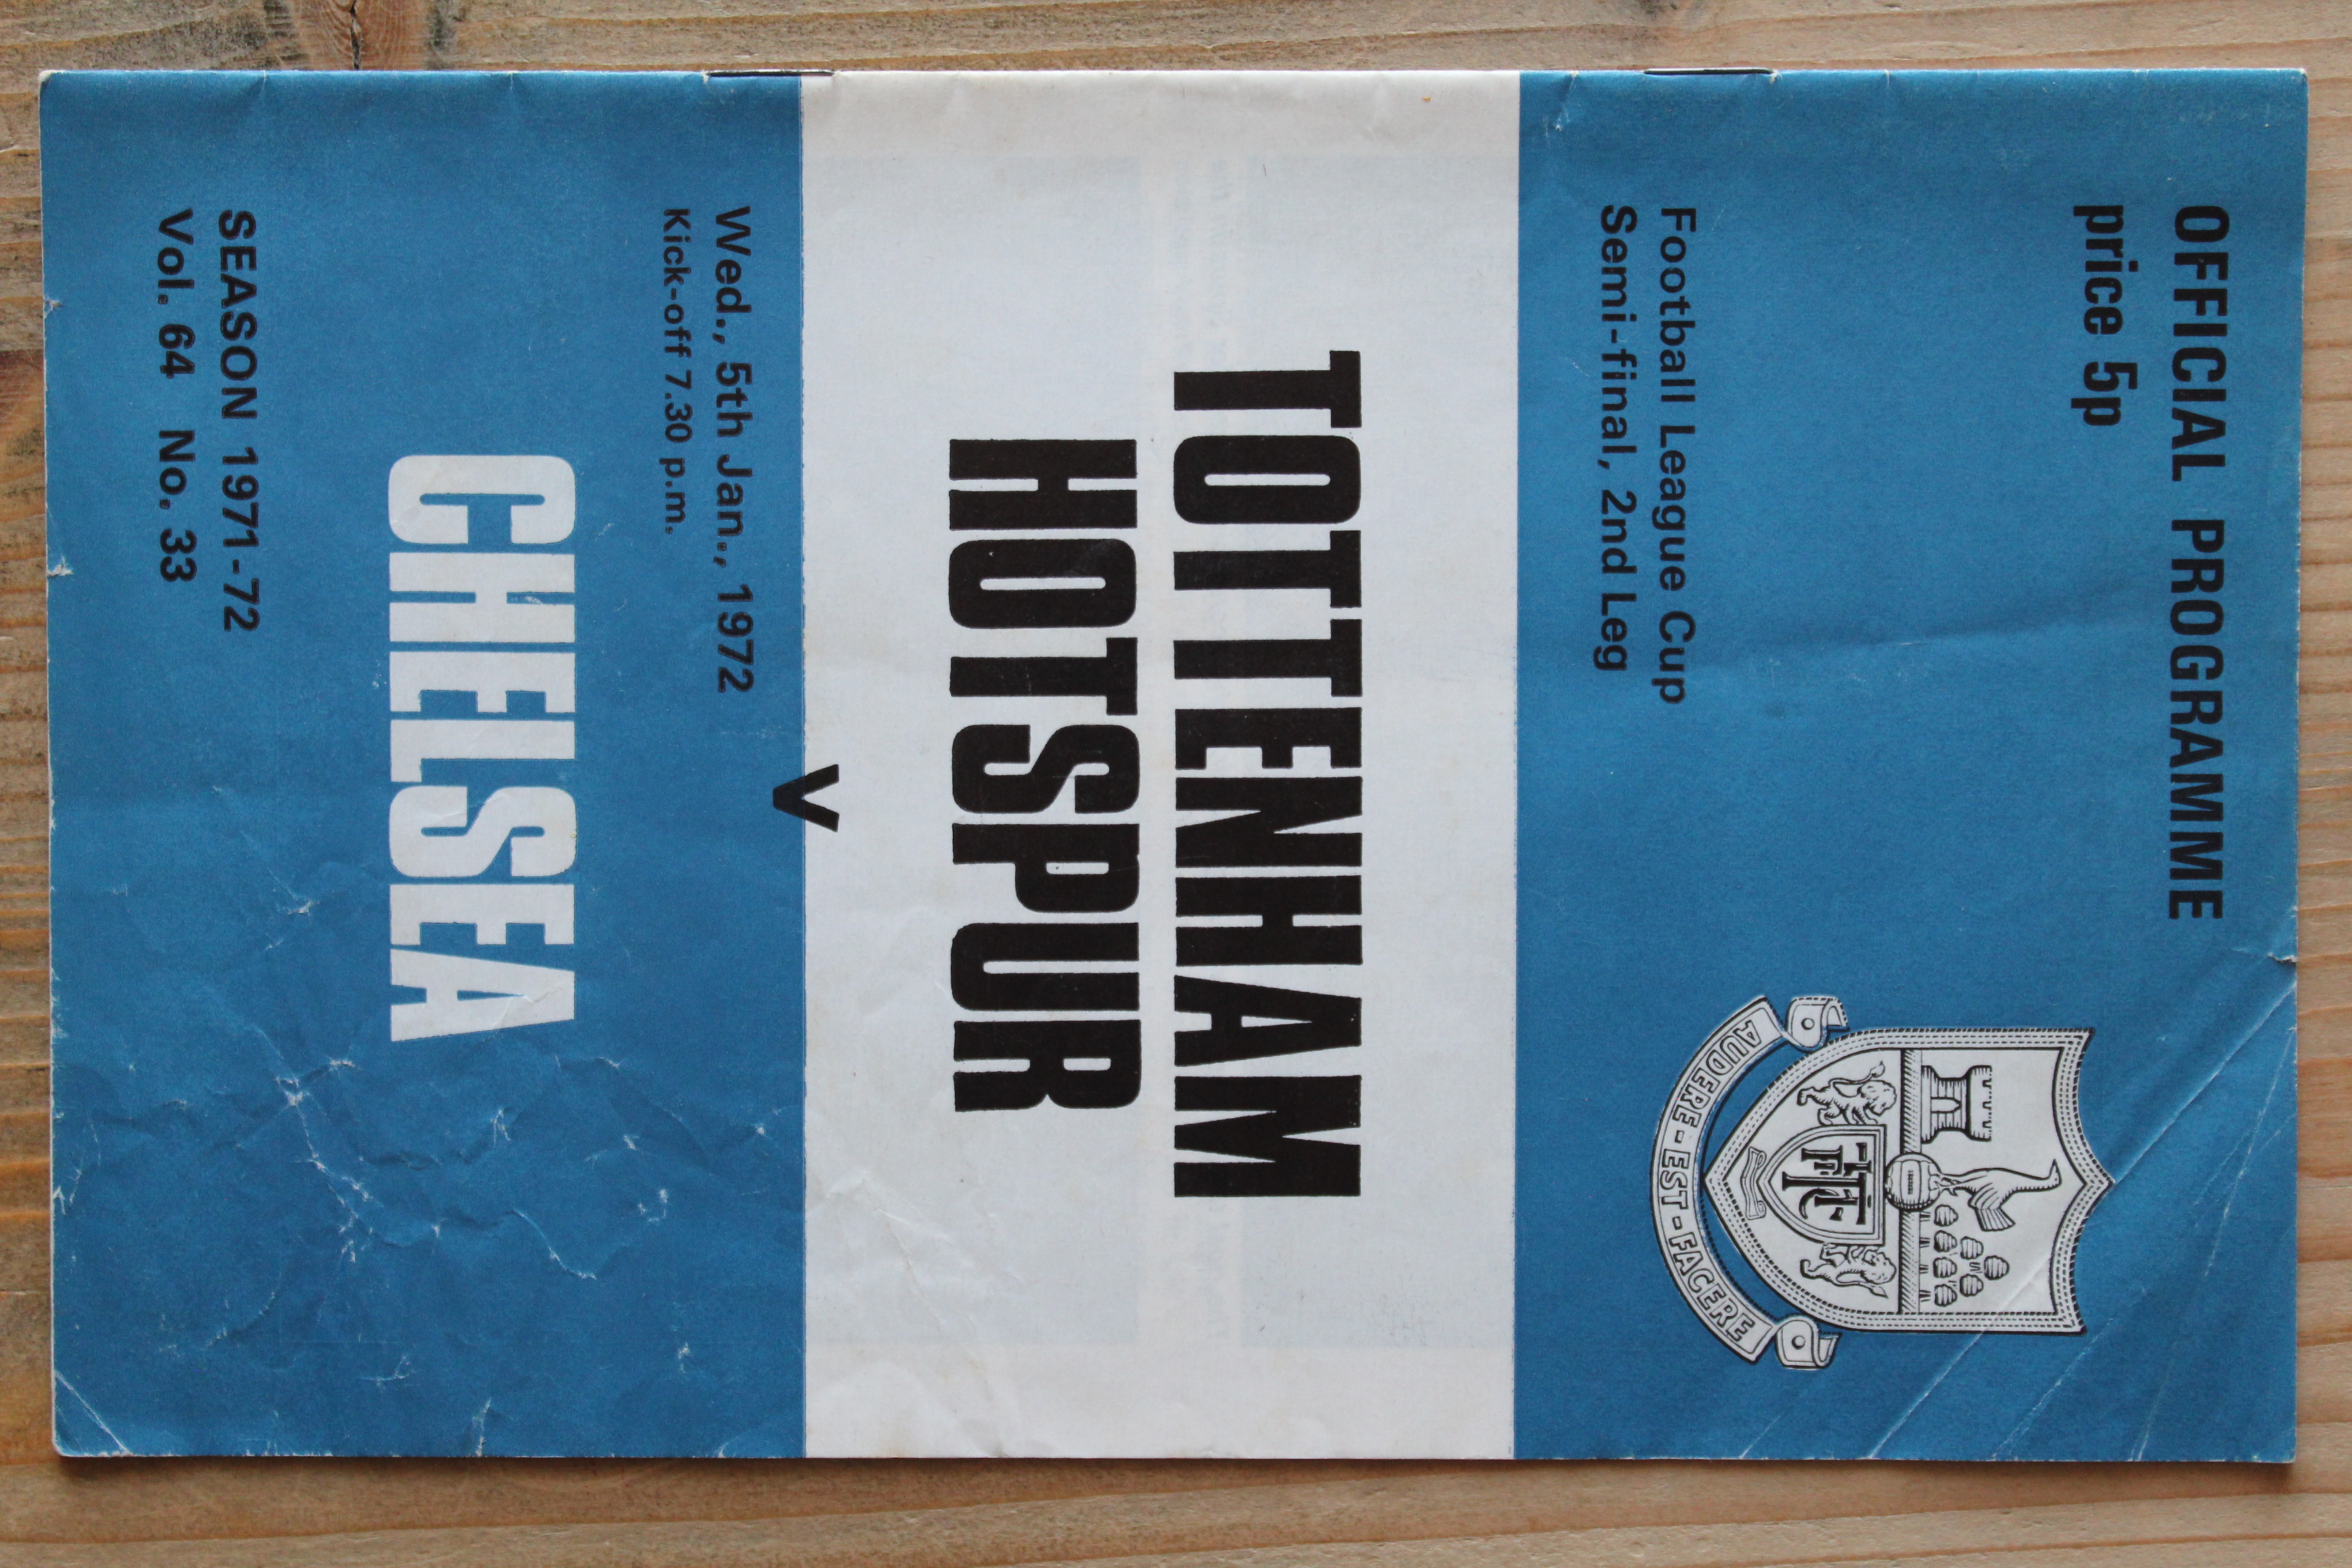 OFFICIAL PROGRAMME
price 5p
AUDERE - EST - FACERE
Football League Cup
Semi-final, 2nd Leg
TOTTENHAM
HOTSPUR
v
Wed., 5th Jan., 1972
Kick-off 7.30 p.m.
CHELSEA
SEASON 1971-72
Vol. 64 No. 33